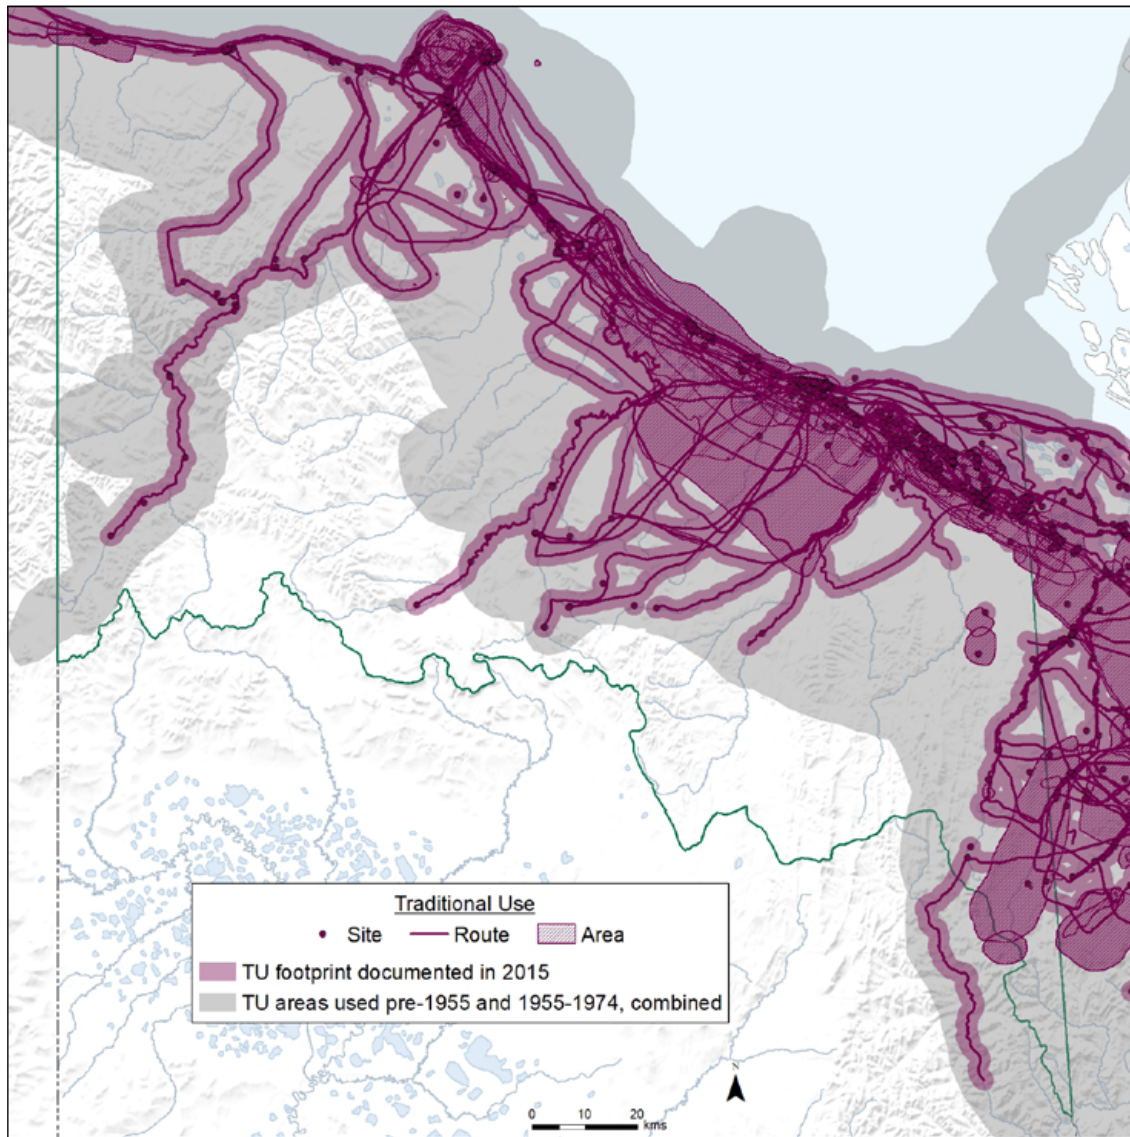 Traditional Use
Site Route Area
TU footprint documented in 2015
TU areas used pre-1955 and 1955-1974, combined
N
0 10 20
kms